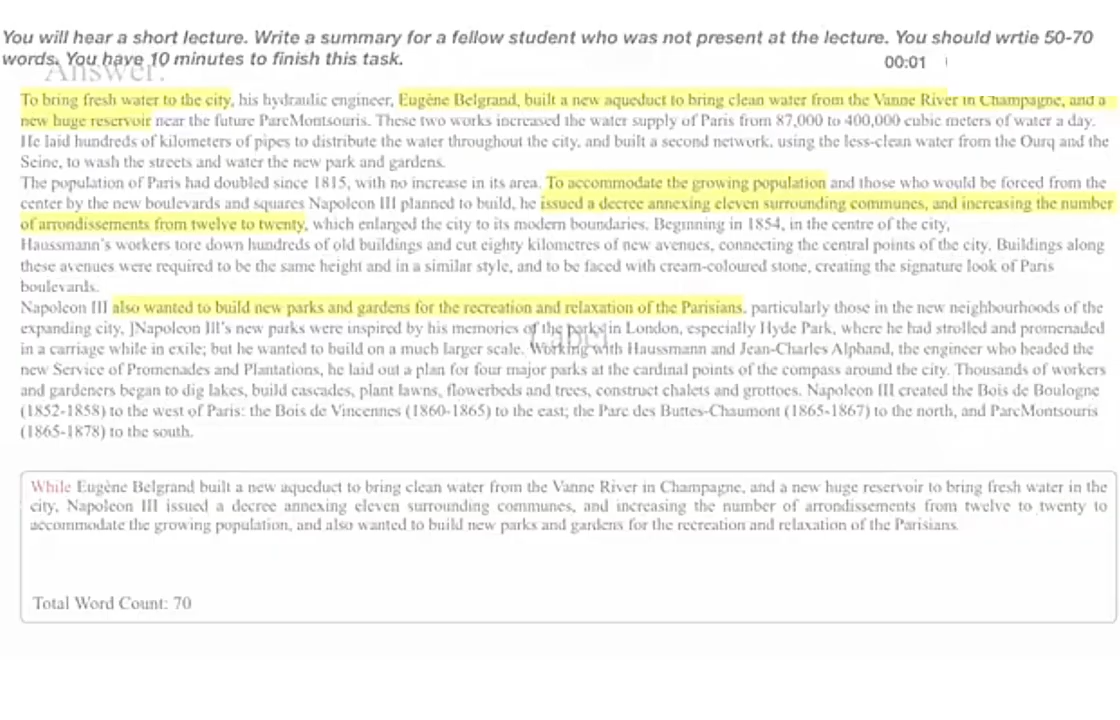 You will hear a short lecture. Write a summary for a fellow student who was not present at the lecture. You should wrtie 50-70
words. You have 10 minutes to finish this task.
00:01
Answer:
To bring fresh water to the city, his hydraulic engineer, Eugène Belgrand, built a new aqueduct to bring clean water from the Vanne River in Champagne, and a
new huge reservoir near the future ParcMontsouris. These two works increased the water supply of Paris from 87,000 to 400,000 cubic meters of water a day.
He laid hundreds of kilometers of pipes to distribute the water throughout the city, and built a second network, using the less-clean water from the Ourq and the
Seine, to wash the streets and water the new park and gardens.
The population of Paris had doubled since 1815, with no increase in its area. To accommodate the growing population and those who would be forced from the
center by the new boulevards and squares Napoleon III planned to build, he issued a decree annexing eleven surrounding communes, and increasing the number
of arrondissements from twelve to twenty, which enlarged the city to its modern boundaries. Beginning in 1854, in the centre of the city,
Haussmann's workers tore down hundreds of old buildings and cut eighty kilometres of new avenues, connecting the central points of the city. Buildings along
these avenues were required to be the same height and in a similar style, and to be faced with cream-coloured stone, creating the signature look of Paris
boulevards.
Napoleon III also wanted to build new parks and gardens for the recreation and relaxation of the Parisians, particularly those in the new neighbourhoods of the
expanding city. ]Napoleon III's new parks were inspired by his memories of the parks in London, especially Hyde Park, where he had strolled and promenaded
in a carriage while in exile; but he wanted to build on a much larger scale. Working with Haussmann and Jean-Charles Alphand, the engineer who headed the
new Service of Promenades and Plantations, he laid out a plan for four major parks at the cardinal points of the compass around the city. Thousands of workers
and gardeners began to dig lakes, build cascades, plant lawns, flowerbeds and trees, construct chalets and grottoes. Napoleon III created the Bois de Boulogne
(1852-1858) to the west of Paris: the Bois de Vincennes (1860-1865) to the east; the Parc des Buttes-Chaumont (1865-1867) to the north, and ParcMontsouris
(1865-1878) to the south.
While Eugène Belgrand built a new aqueduct to bring clean water from the Vanne River in Champagne, and a new huge reservoir to bring fresh water in the
city, Napoleon III issued a decree annexing eleven surrounding communes, and increasing the number of arrondissements from twelve to twenty to
accommodate the growing population, and also wanted to build new parks and gardens for the recreation and relaxation of the Parisians.
Total Word Count: 70